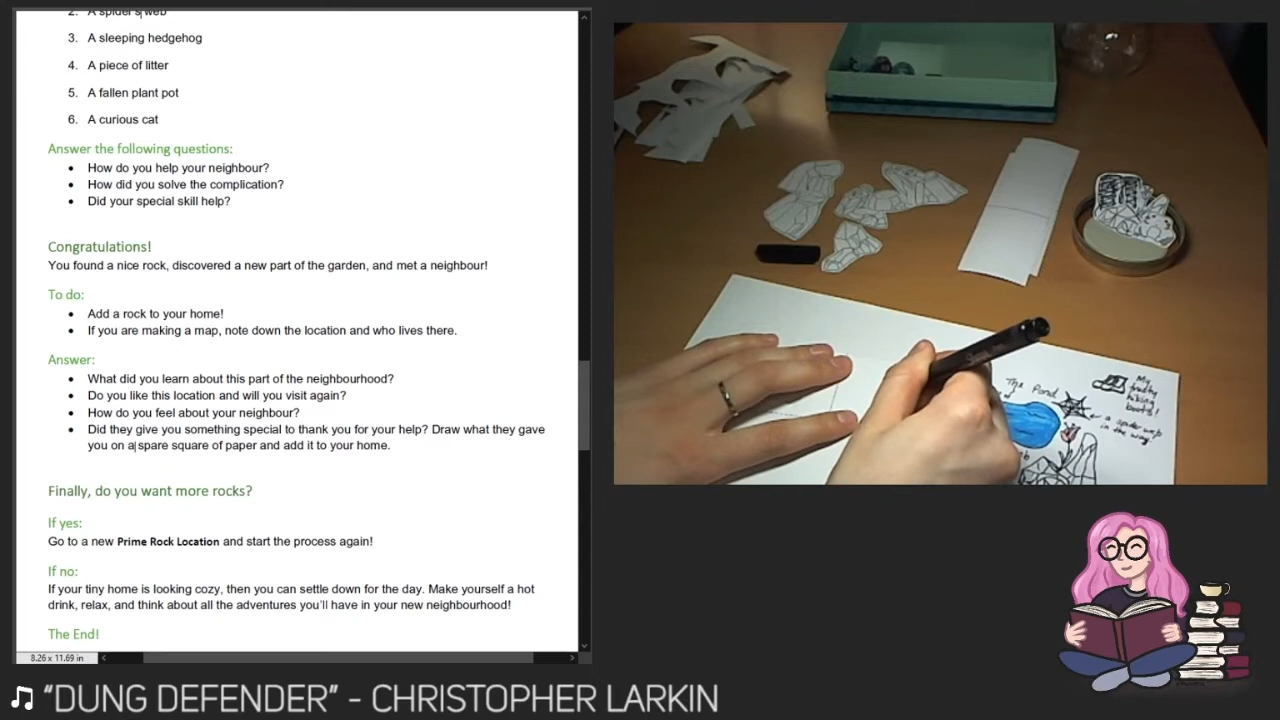 2. A spider's web
3. A sleeping hedgehog
4. A piece of litter
5. A fallen plant pot
6. A curious cat
Answer the following questions:
• How do you help your neighbour?
• How did you solve the complication?
• Did your special skill help?
Congratulations!
You found a nice rock, discovered a new part of the garden, and met a neighbour!
To do:
• Add a rock to your home!
• If you are making a map, note down the location and who lives there.
Answer:
• What did you learn about this part of the neighbourhood?
• Do you like this location and will you visit again?
• How do you feel about your neighbour?
• Did they give you something special to thank you for your help? Draw what they gave
you on a spare square of paper and add it to your home.
Finally, do you want more rocks?
If yes:
Go to a new Prime Rock Location and start the process again!
If no:
If your tiny home is looking cozy, then you can settle down for the day. Make yourself a hot
drink, relax, and think about all the adventures you'll have in your new neighbourhood!
The End!
8.26 x 11.69 in
The Pond
My
trusty
hiking
boots!
a spider web
in the way
"DUNG DEFENDER" - CHRISTOPHER LARKIN